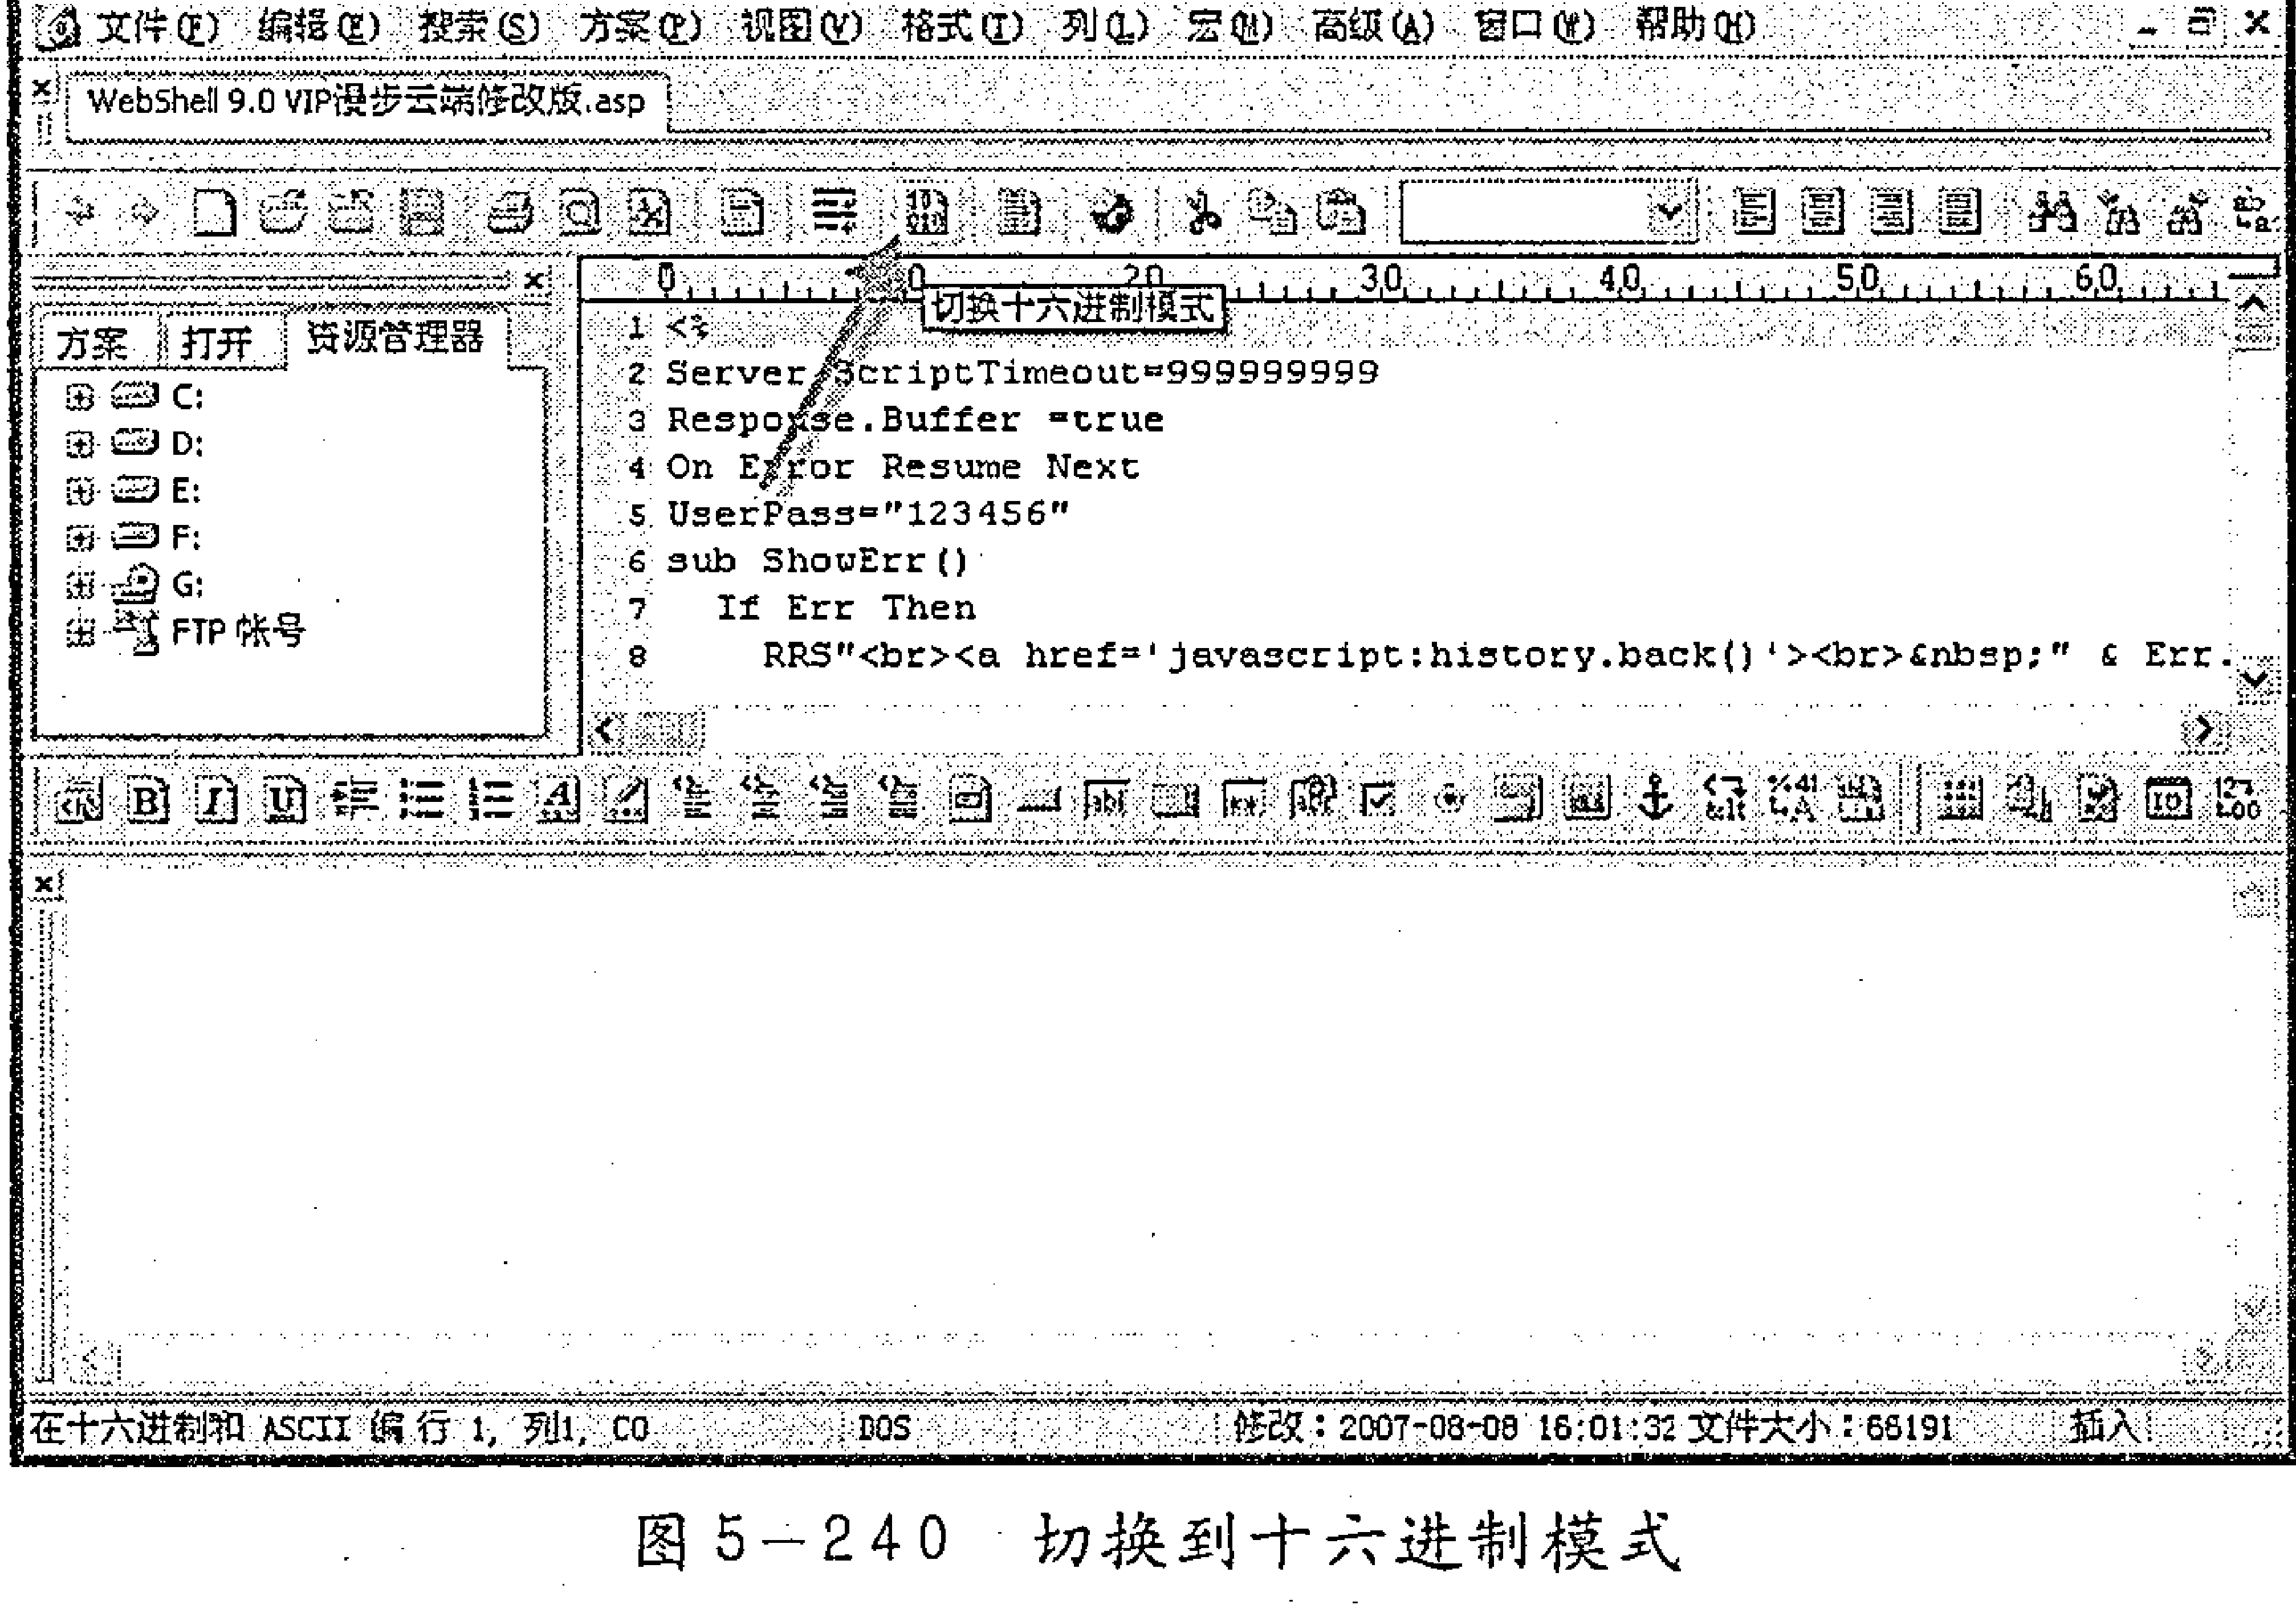 文件(F) 编辑(E) 搜索(S) 方案(P) 视图(V) 格式(T) 列(L) 宏(M) 高级(A) 窗口(W) 帮助(H)
WebShell 9.0 VIP漫步云端修改版.asp
0 20 30 40 50 60
切换十六进制模式
方案 打开 资源管理器
C:
D:
E:
F:
G:
FTP 帐号
1 <%
2 Server.ScriptTimeout=999999999
3 Response.Buffer =true
4 On Error Resume Next
5 UserPass="123456"
6 sub ShowErr()
7 If Err Then
8 RRS"<br><a href='javascript:history.back()'><br>&nbsp;" & Err.
在十六进制和 ASCII 编 行 1, 列1, C0 DOS 修改：2007-08-08 16:01:32 文件大小：66191 插入
图 5－240 切换到十六进制模式